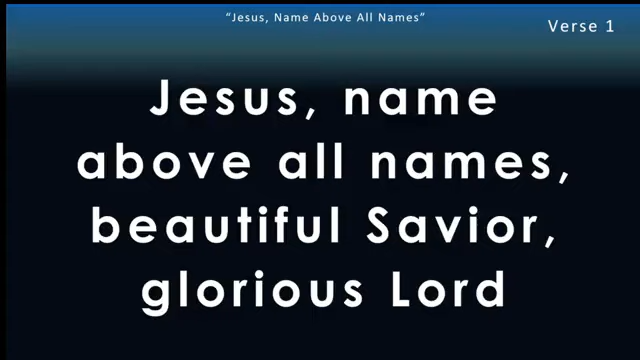 “Jesus, Name Above All Names”
Verse 1
Jesus, name
above all names,
beautiful Savior,
glorious Lord